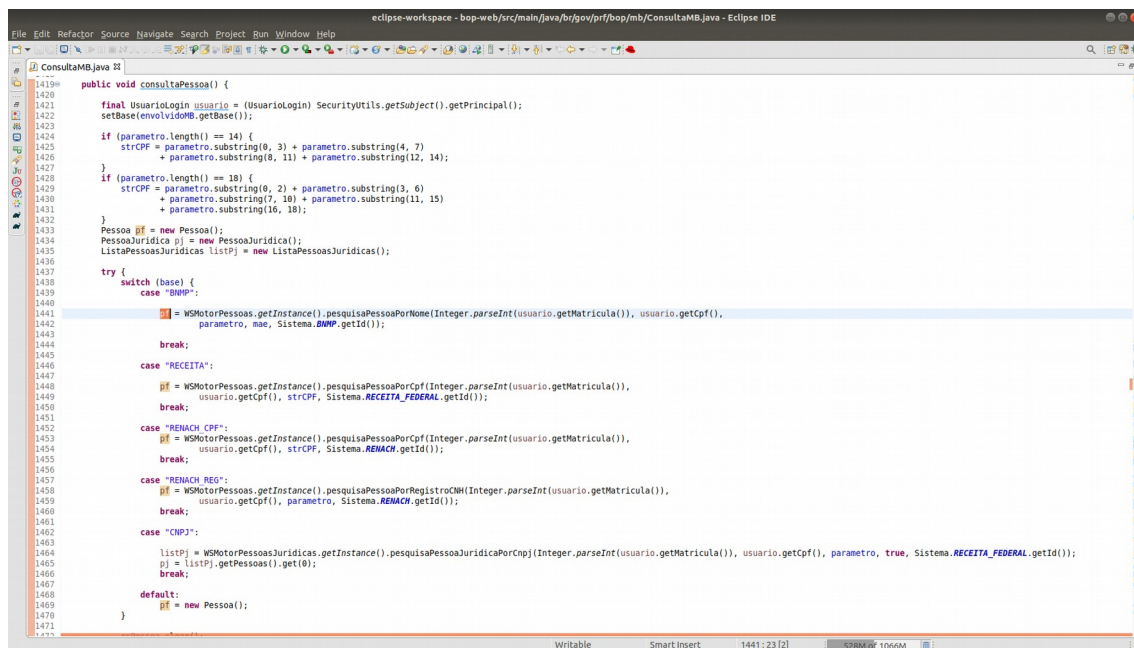 eclipse-workspace - bop-web/src/main/java/br/gov/prf/bop/mb/ConsultaMB.java - Eclipse IDE
File Edit Refactor Source Navigate Search Project Run Window Help
ConsultaMB.java
1419 public void consultaPessoa() {
1420
1421 final UsuarioLogin usuario = (UsuarioLogin) SecurityUtils.getSubject().getPrincipal();
1422 setBase(envolvidoMB.getBase());
1423
1424 if (parametro.length() == 14) {
1425 strCPF = parametro.substring(0, 3) + parametro.substring(4, 7)
1426 + parametro.substring(8, 11) + parametro.substring(12, 14);
1427 }
1428 if (parametro.length() == 18) {
1429 strCPF = parametro.substring(0, 2) + parametro.substring(3, 6)
1430 + parametro.substring(7, 10) + parametro.substring(11, 15)
1431 + parametro.substring(16, 18);
1432 }
1433 Pessoa pf = new Pessoa();
1434 PessoaJuridica pj = new PessoaJuridica();
1435 ListaPessoasJuridicas listPj = new ListaPessoasJuridicas();
1436
1437 try {
1438 switch (base) {
1439 case "BNMP":
1440
1441 pf = WSMotorPessoas.getInstance().pesquisaPessoaPorNome(Integer.parseInt(usuario.getMatricula()), usuario.getCpf(),
1442 parametro, mae, Sistema.BNMP.getId());
1443
1444 break;
1445
1446 case "RECEITA":
1447
1448 pf = WSMotorPessoas.getInstance().pesquisaPessoaPorCpf(Integer.parseInt(usuario.getMatricula()),
1449 usuario.getCpf(), strCPF, Sistema.RECEITA_FEDERAL.getId());
1450 break;
1451
1452 case "RENACH_CPF":
1453 pf = WSMotorPessoas.getInstance().pesquisaPessoaPorCpf(Integer.parseInt(usuario.getMatricula()),
1454 usuario.getCpf(), strCPF, Sistema.RENACH.getId());
1455 break;
1456
1457 case "RENACH_REG":
1458 pf = WSMotorPessoas.getInstance().pesquisaPessoaPorRegistroCNH(Integer.parseInt(usuario.getMatricula()),
1459 usuario.getCpf(), parametro, Sistema.RENACH.getId());
1460 break;
1461
1462 case "CNPJ":
1463
1464 listPj = WSMotorPessoasJuridicas.getInstance().pesquisaPessoaJuridicaPorCnpj(Integer.parseInt(usuario.getMatricula()), usuario.getCpf(), parametro, true, Sistema.RECEITA_FEDERAL.getId());
1465 pj = listPj.getPessoas().get(0);
1466 break;
1467
1468 default:
1469 pf = new Pessoa();
1470 }
1471
Writable Smart Insert 1441 : 23 [2] 528M of 1066M